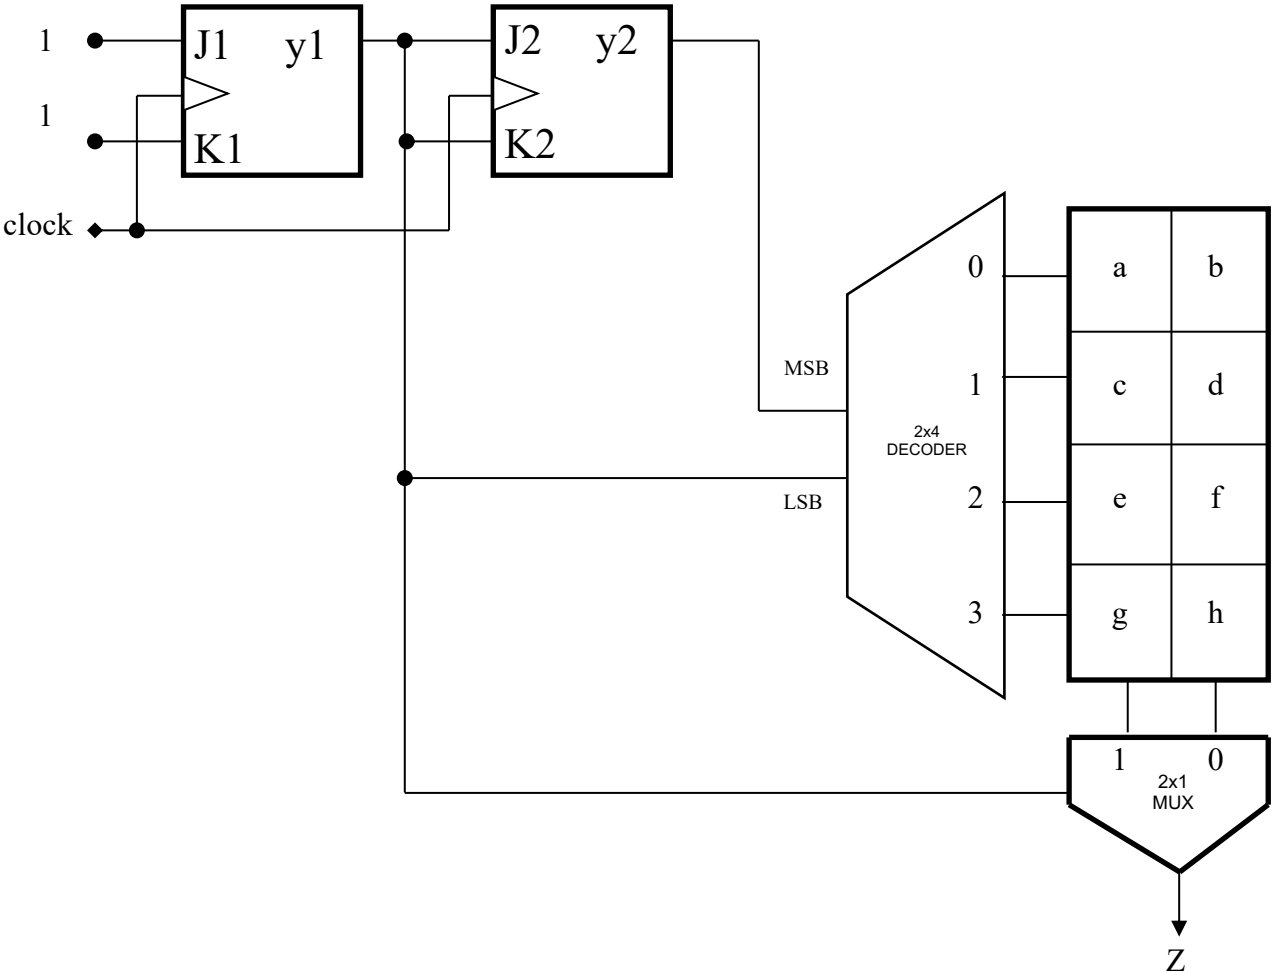 1 J1 y1 J2 y2
1
K1 K2
clock
0 a b
MSB
1 c d
2x4
DECODER
LSB
2 e f
3 g h
1 0
2x1
MUX
Z